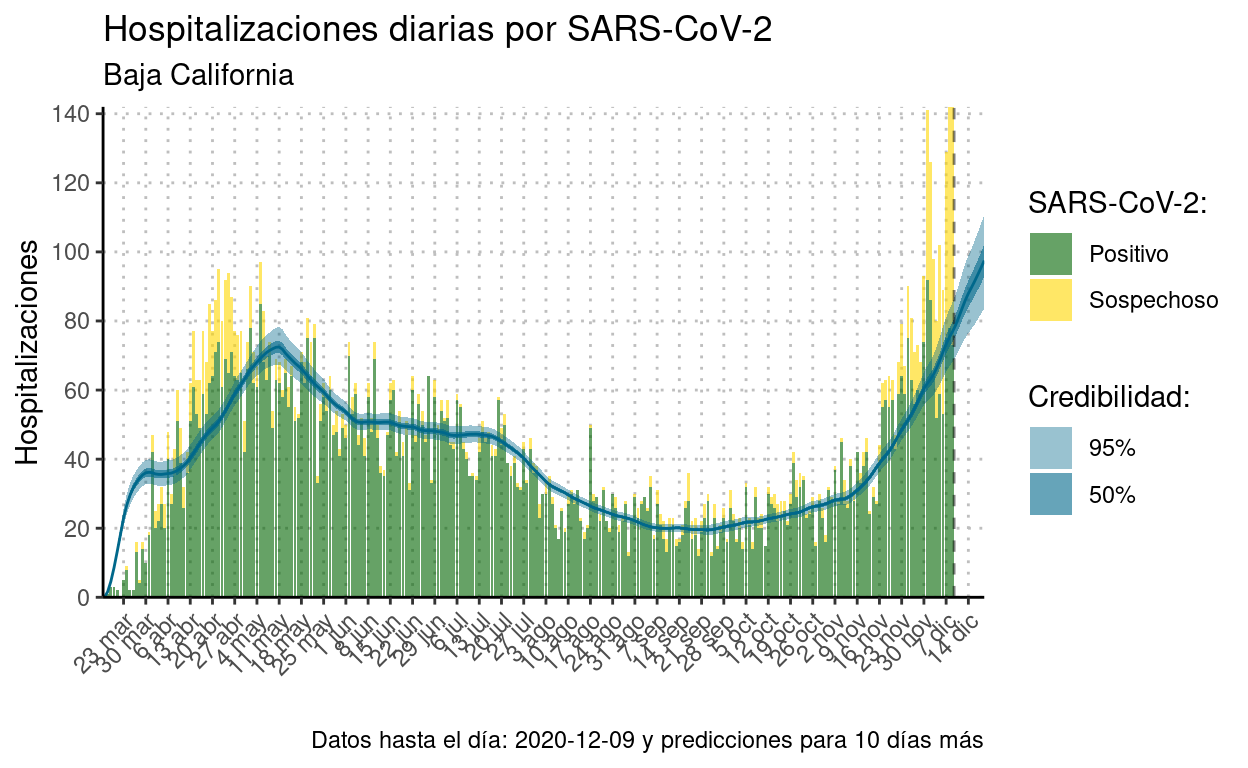 Hospitalizaciones diarias por SARS-CoV-2
Baja California
Hospitalizaciones
140
120
100
80
60
40
20
0
23 mar
30 mar
6 abr
13 abr
20 abr
27 abr
4 may
11 may
18 may
25 may
1 jun
8 jun
15 jun
22 jun
29 jun
6 jul
13 jul
20 jul
27 jul
3 ago
10 ago
17 ago
24 ago
31 ago
7 sep
14 sep
21 sep
28 sep
5 oct
12 oct
19 oct
26 oct
2 nov
9 nov
16 nov
23 nov
30 nov
7 dic
14 dic
SARS-CoV-2:
Positivo
Sospechoso
Credibilidad:
95%
50%
Datos hasta el día: 2020-12-09 y predicciones para 10 días más